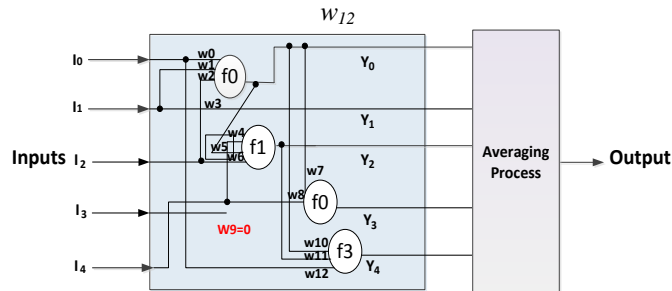 w12
I0
w0
w1
w2
f0
Y0
I1
w3
Y1
w4
w5
w6
f1
Inputs
I2
Y2
Averaging
Process
Output
w7
w8
f0
I3
W9=0
Y3
w10
w11
w12
f3
I4
Y4